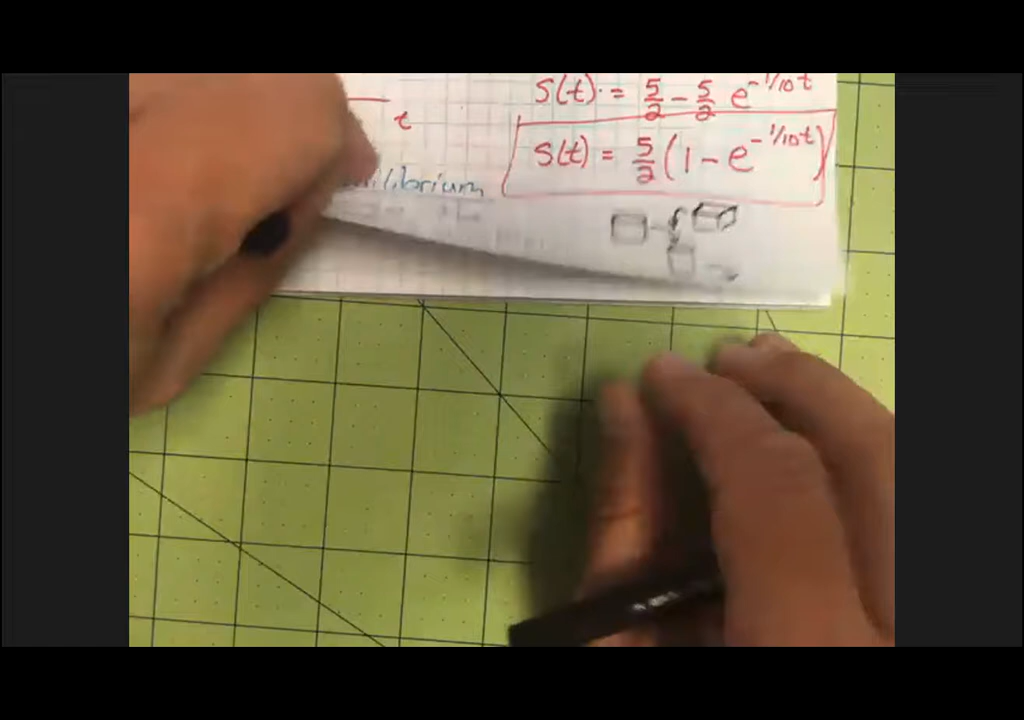 S(t) = 5/2 - 5/2 e^{-1/10 t}
t
S(t) = 5/2 (1 - e^{-1/10 t})